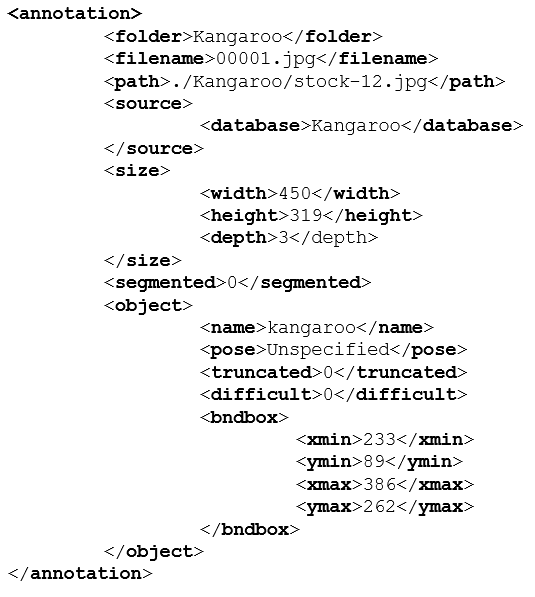 <annotation>
<folder>Kangaroo</folder>
<filename>00001.jpg</filename>
<path>./Kangaroo/stock-12.jpg</path>
<source>
<database>Kangaroo</database>
</source>
<size>
<width>450</width>
<height>319</height>
<depth>3</depth>
</size>
<segmented>0</segmented>
<object>
<name>kangaroo</name>
<pose>Unspecified</pose>
<truncated>0</truncated>
<difficult>0</difficult>
<bndbox>
<xmin>233</xmin>
<ymin>89</ymin>
<xmax>386</xmax>
<ymax>262</ymax>
</bndbox>
</object>
</annotation>